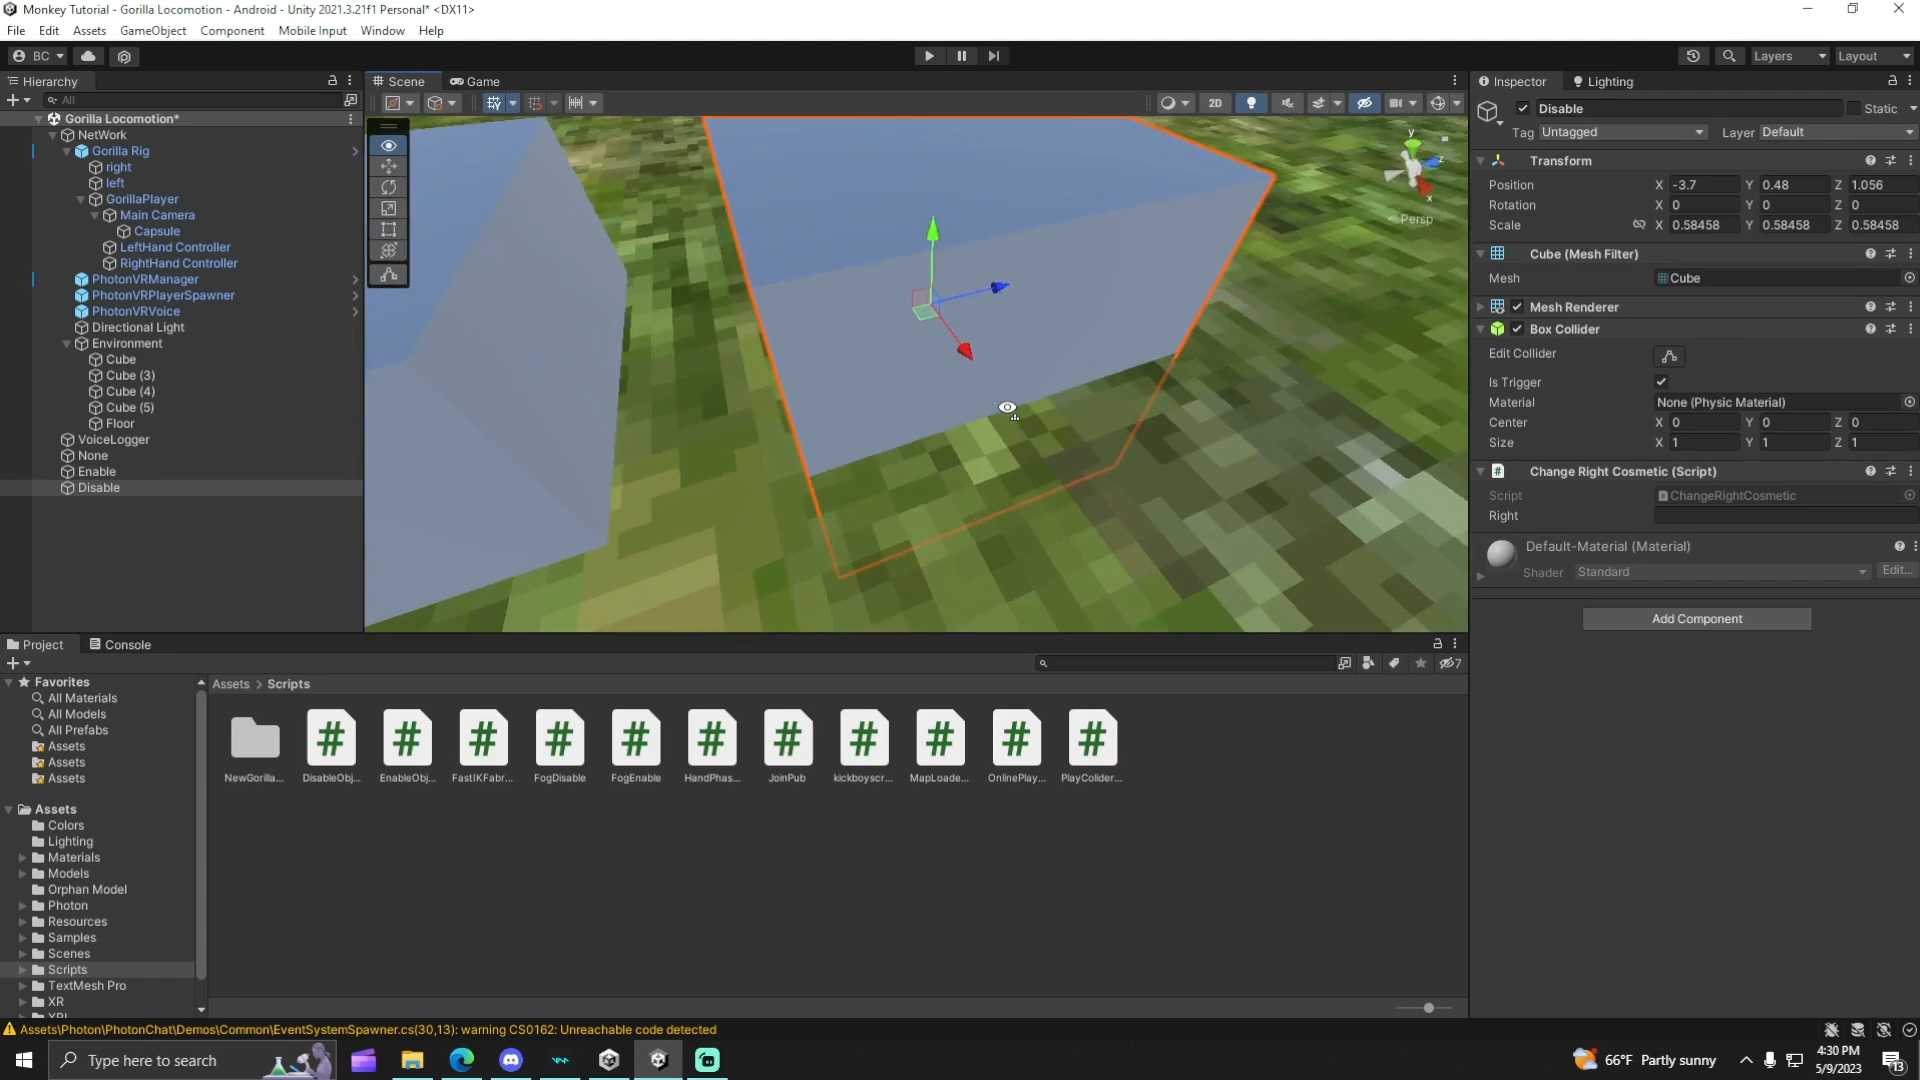 Monkey Tutorial - Gorilla Locomotion - Android - Unity 2021.3.21f1 Personal* <DX11>
File Edit Assets GameObject Component Mobile Input Window Help
BC Layers Layout
Hierarchy
All
Gorilla Locomotion*
NetWork
Gorilla Rig
right
left
GorillaPlayer
Main Camera
Capsule
LeftHand Controller
RightHand Controller
PhotonVRManager
PhotonVRPlayerSpawner
PhotonVRVoice
Directional Light
Environment
Cube
Cube (3)
Cube (4)
Cube (5)
Floor
VoiceLogger
None
Enable
Disable
Scene Game
2D
y
z
x
Persp
Inspector Lighting
Disable Static
Tag Untagged Layer Default
Transform
Position X -3.7 Y 0.48 Z 1.056
Rotation X 0 Y 0 Z 0
Scale X 0.58458 Y 0.58458 Z 0.58458
Cube (Mesh Filter)
Mesh Cube
Mesh Renderer
Box Collider
Edit Collider
Is Trigger
Material None (Physic Material)
Center X 0 Y 0 Z 0
Size X 1 Y 1 Z 1
Change Right Cosmetic (Script)
Script ChangeRightCosmetic
Right
Default-Material (Material)
Shader Standard Edit...
Add Component
Project Console
7
Favorites
All Materials
All Models
All Prefabs
Assets
Assets
Assets
Assets
Colors
Lighting
Materials
Models
Orphan Model
Photon
Resources
Samples
Scenes
Scripts
TextMesh Pro
XR
XRI
Assets > Scripts
NewGorilla... DisableObj... EnableObj... FastIKFabr... FogDisable FogEnable HandPhas... JoinPub kickboyscr... MapLoade... OnlinePlay... PlayColider...
Assets\Photon\PhotonChat\Demos\Common\EventSystemSpawner.cs(30,13): warning CS0162: Unreachable code detected
Type here to search
66°F Partly sunny
4:30 PM
5/9/2023
13